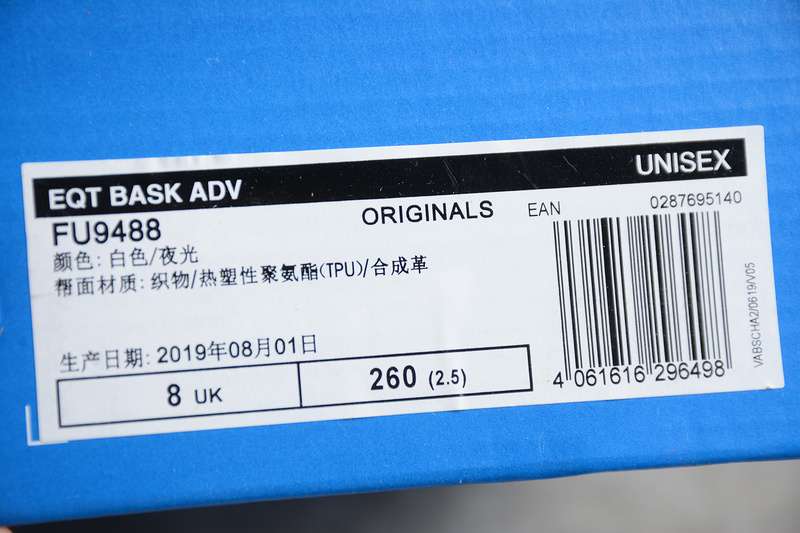 EQT BASK ADV UNISEX
FU9488 ORIGINALS EAN 0287695140
颜色: 白色/夜光
帮面材质: 织物/热塑性聚氨酯(TPU)/合成革
生产日期: 2019年08月01日
8 UK 260 (2.5)
4 061616 296498
VABSCHA2/0619/V05